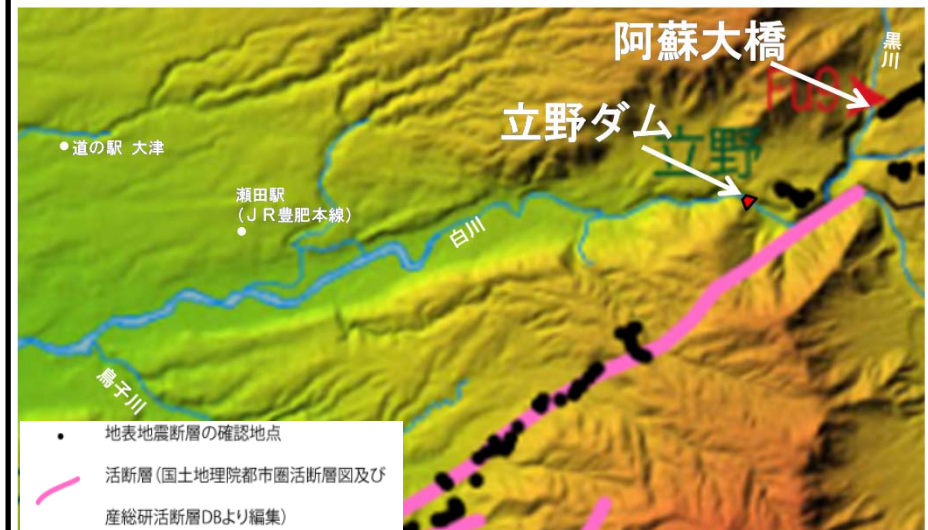 阿蘇大橋
黒川
Fu9
立野ダム
立野
道の駅 大津
瀬田駅
(JR豊肥本線)
白川
鳥子川
地表地震断層の確認地点
活断層(国土地理院都市圏活断層図及び
産総研活断層DBより編集)